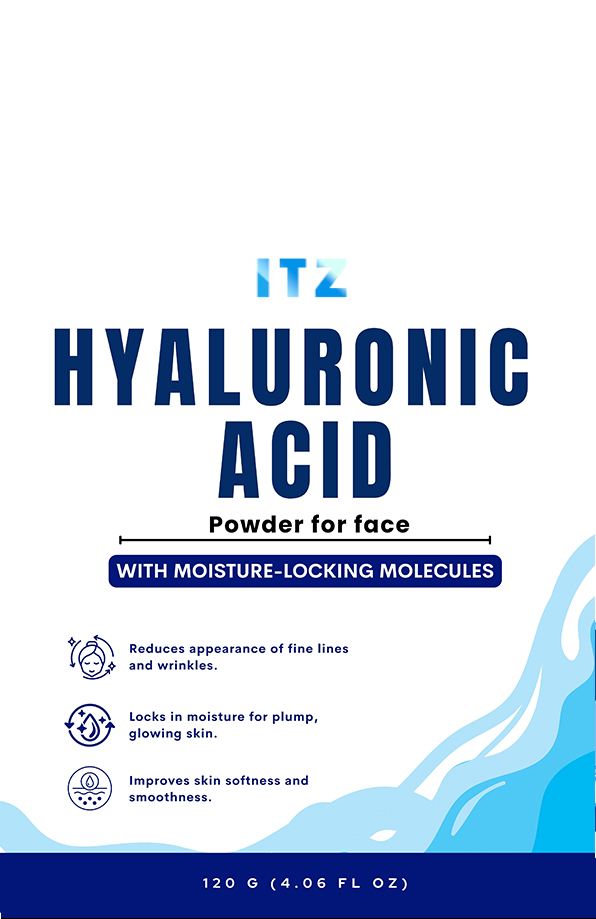 ITZ
HYALURONIC
ACID
Powder for face
WITH MOISTURE-LOCKING MOLECULES
Reduces appearance of fine lines
and wrinkles.
Locks in moisture for plump,
glowing skin.
Improves skin softness and
smoothness.
120 G (4.06 FL OZ)